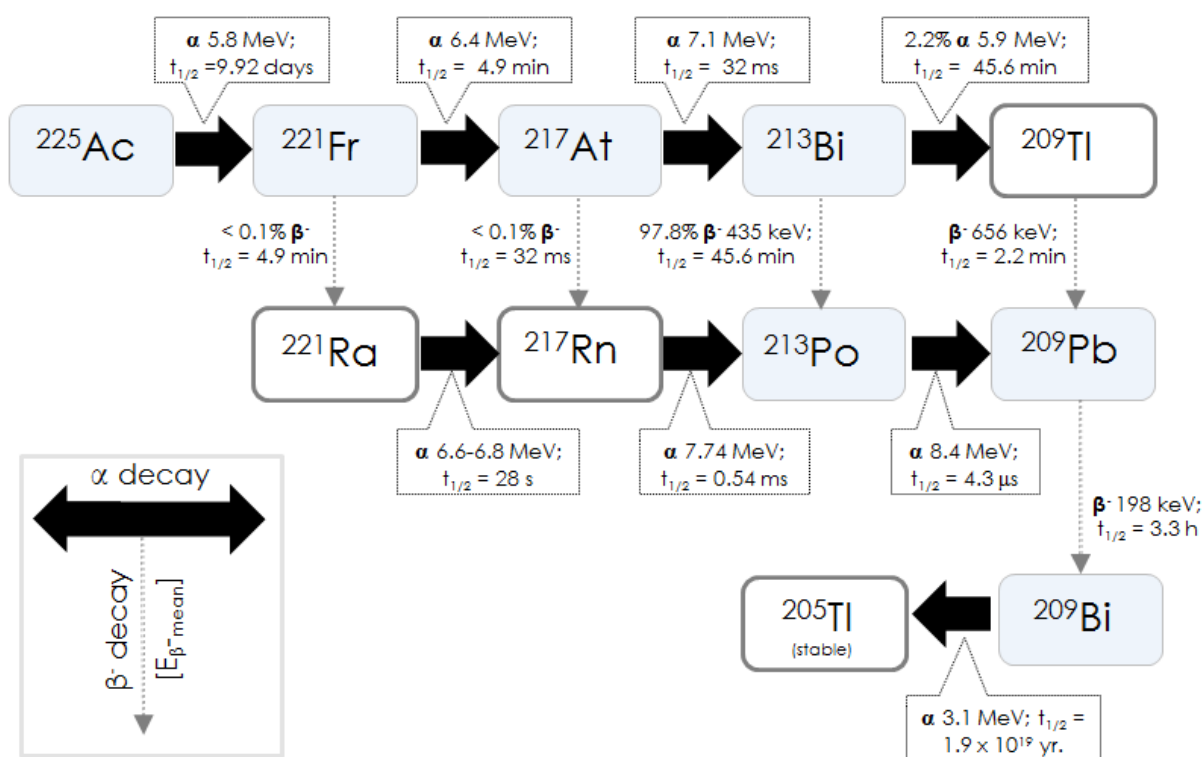 α 5.8 MeV;
t₁/₂ =9.92 days
α 6.4 MeV;
t₁/₂ = 4.9 min
α 7.1 MeV;
t₁/₂ = 32 ms
2.2% α 5.9 MeV;
t₁/₂ = 45.6 min
²²⁵Ac
²²¹Fr
²¹⁷At
²¹³Bi
²⁰⁹Tl
< 0.1% β⁻
t₁/₂ = 4.9 min
< 0.1% β⁻
t₁/₂ = 32 ms
97.8% β⁻ 435 keV;
t₁/₂ = 45.6 min
β⁻ 656 keV;
t₁/₂ = 2.2 min
²²¹Ra
²¹⁷Rn
²¹³Po
²⁰⁹Pb
α 6.6-6.8 MeV;
t₁/₂ = 28 s
α 7.74 MeV;
t₁/₂ = 0.54 ms
α 8.4 MeV;
t₁/₂ = 4.3 µs
α decay
β⁻ decay
[Eβ⁻mean]
β⁻ 198 keV;
t₁/₂ = 3.3 h
²⁰⁵Tl
(stable)
²⁰⁹Bi
α 3.1 MeV; t₁/₂ =
1.9 x 10¹⁹ yr.